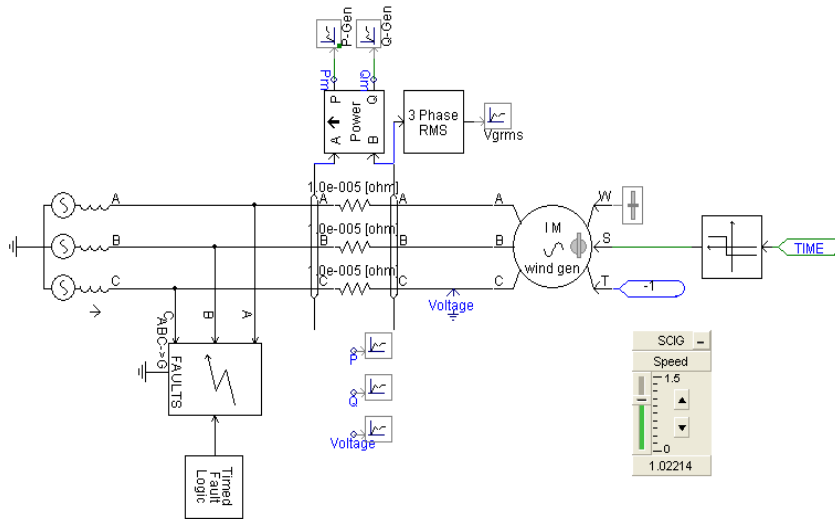 P-Gen
Q-Gen
Pm
Qm
P
Q
Power
A
B
3 Phase
RMS
Vgrms
1.0e-005 [ohm]
A
A
A
A
W
1.0e-005 [ohm]
B
B
B
B
I M
wind gen
S
TIME
1.0e-005 [ohm]
C
C
C
C
T
-1
Voltage
C
B
A
ABC->G
FAULTS
Timed
Fault
Logic
P
Q
Voltage
SCIG
Speed
1.5
0
1.02214